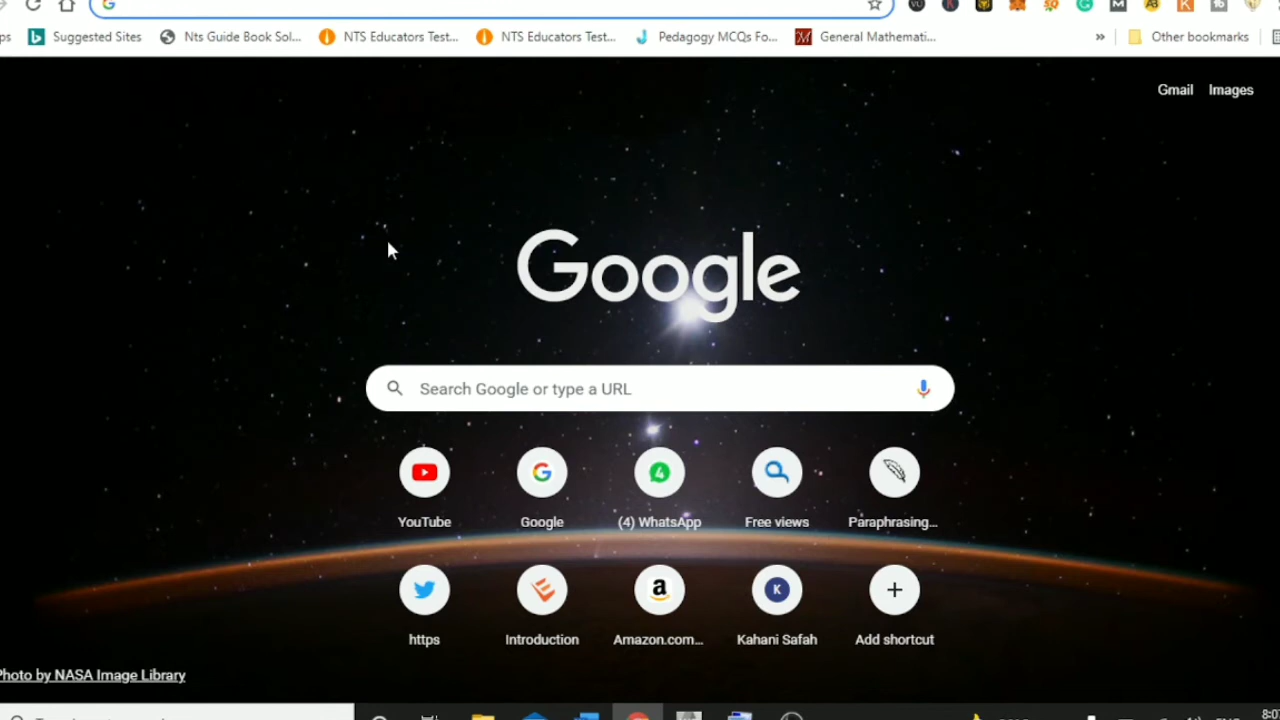 ps Suggested Sites Nts Guide Book Sol... NTS Educators Test... NTS Educators Test... Pedagogy MCQs Fo... General Mathemati... » Other bookmarks
Gmail Images
Google
Search Google or type a URL
YouTube Google (4) WhatsApp Free views Paraphrasing...
https Introduction Amazon.com... Kahani Safah Add shortcut
Photo by NASA Image Library